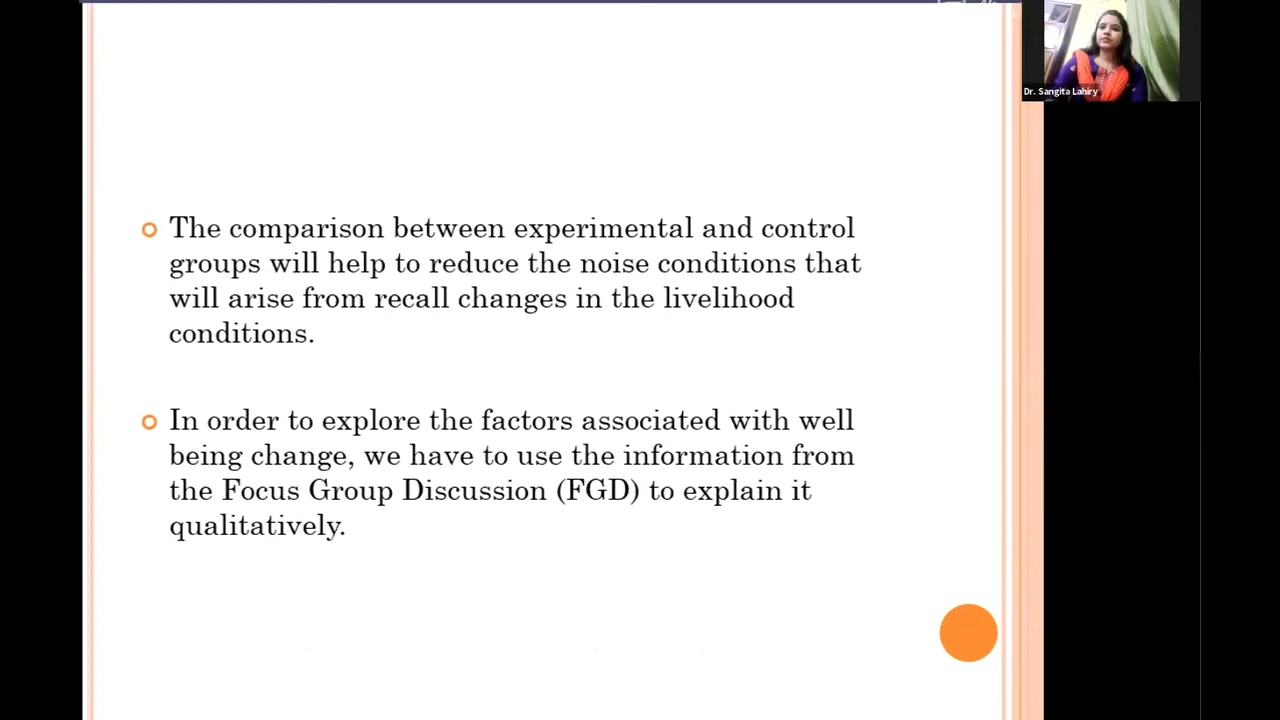 Dr. Sangita Lahiry
The comparison between experimental and control
groups will help to reduce the noise conditions that
will arise from recall changes in the livelihood
conditions.
In order to explore the factors associated with well
being change, we have to use the information from
the Focus Group Discussion (FGD) to explain it
qualitatively.